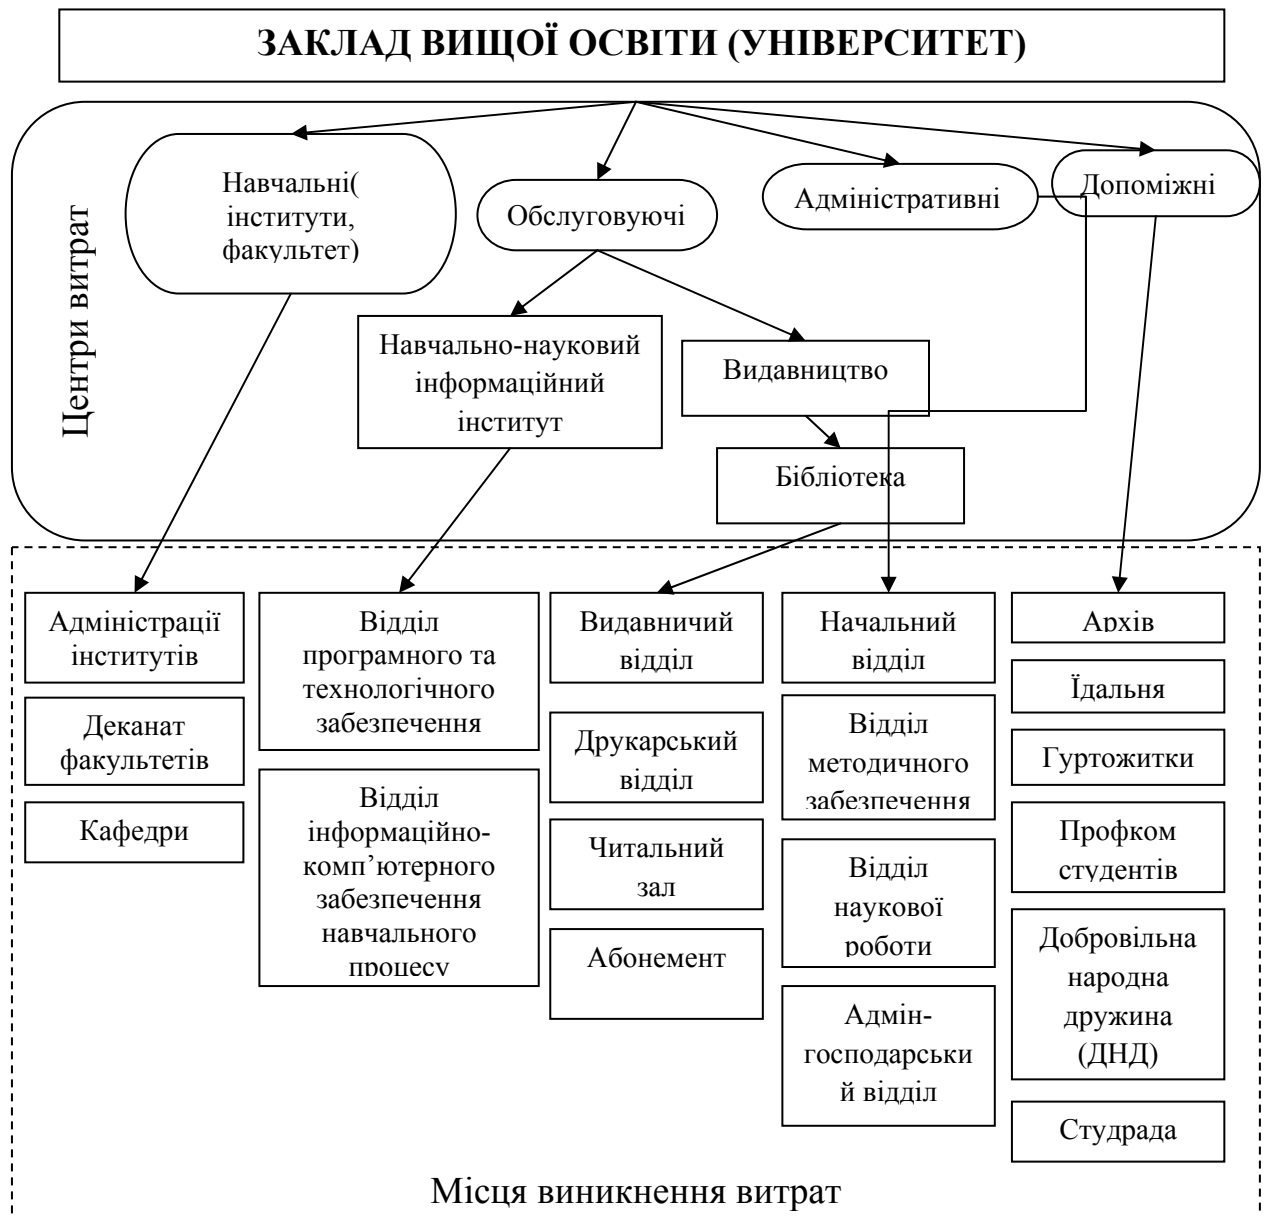 ЗАКЛАД ВИЩОЇ ОСВІТИ (УНІВЕРСИТЕТ)
Центри витрат
Навчальні(
інститути,
факультет)
Обслуговуючі
Адміністративні
Допоміжні
Навчально-науковий
інформаційний
інститут
Видавництво
Бібліотека
Адміністрації
інститутів
Деканат
факультетів
Кафедри
Відділ
програмного та
технологічного
забезпечення
Відділ
інформаційно-
комп’ютерного
забезпечення
навчального
процесу
Видавничий
відділ
Друкарський
відділ
Читальний
зал
Абонемент
Начальний
відділ
Відділ
методичного
забезпечення
Відділ
наукової
роботи
Адмін-
господарськи
й відділ
Архів
Їдальня
Гуртожитки
Профком
студентів
Добровільна
народна
дружина
(ДНД)
Студрада
Місця виникнення витрат